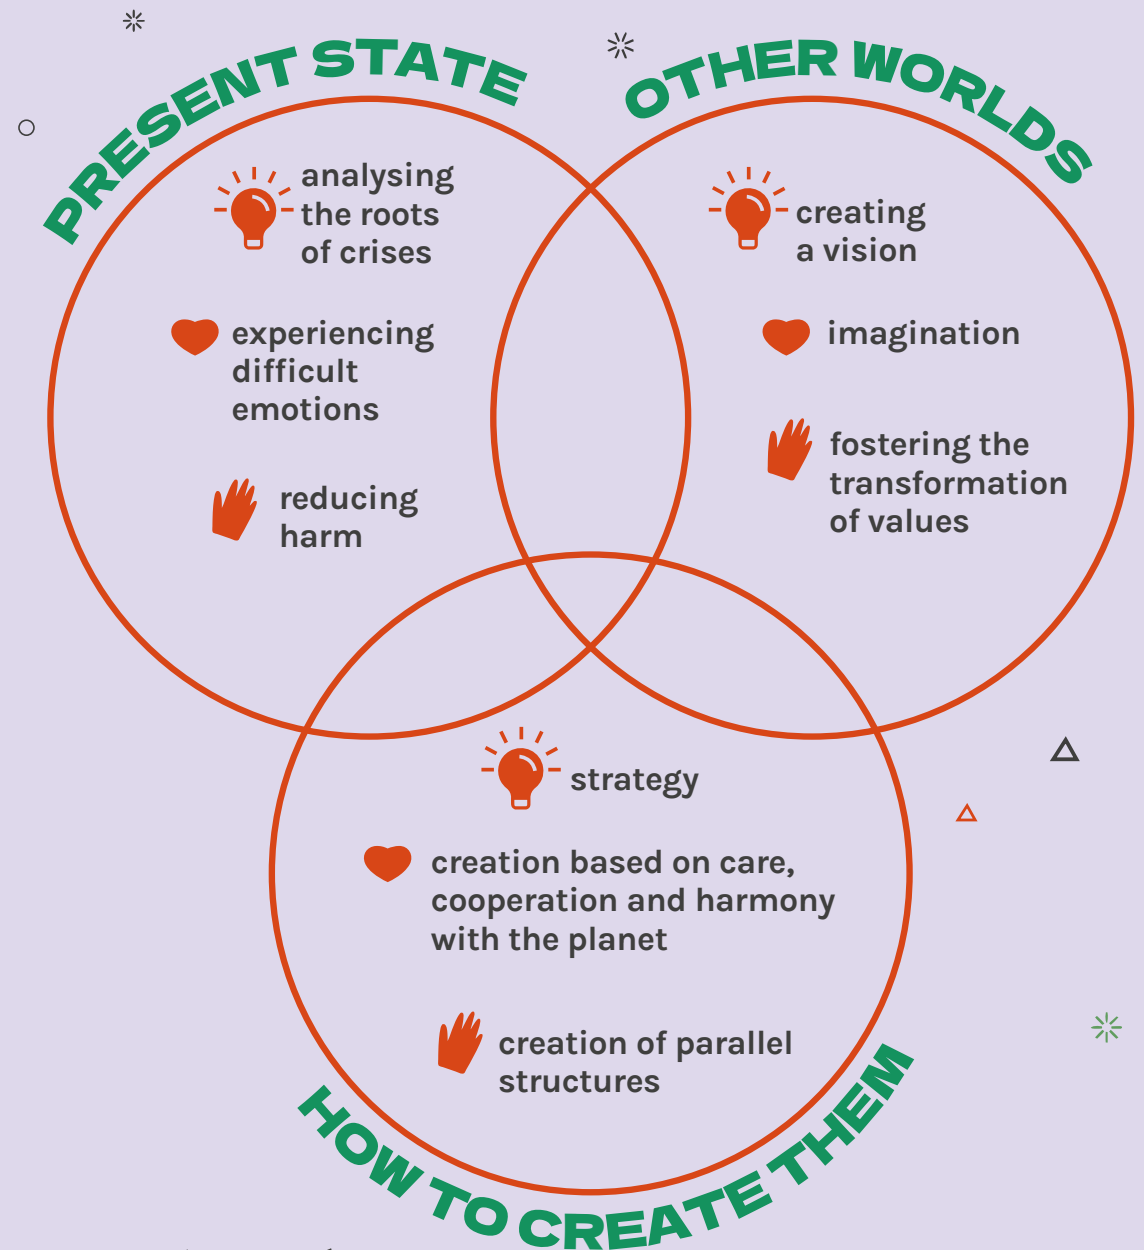 PRESENT STATE
analysing
the roots
of crises
experiencing
difficult
emotions
reducing
harm
OTHER WORLDS
creating
a vision
imagination
fostering the
transformation
of values
strategy
creation based on care,
cooperation and harmony
with the planet
creation of parallel
structures
HOW TO CREATE THEM